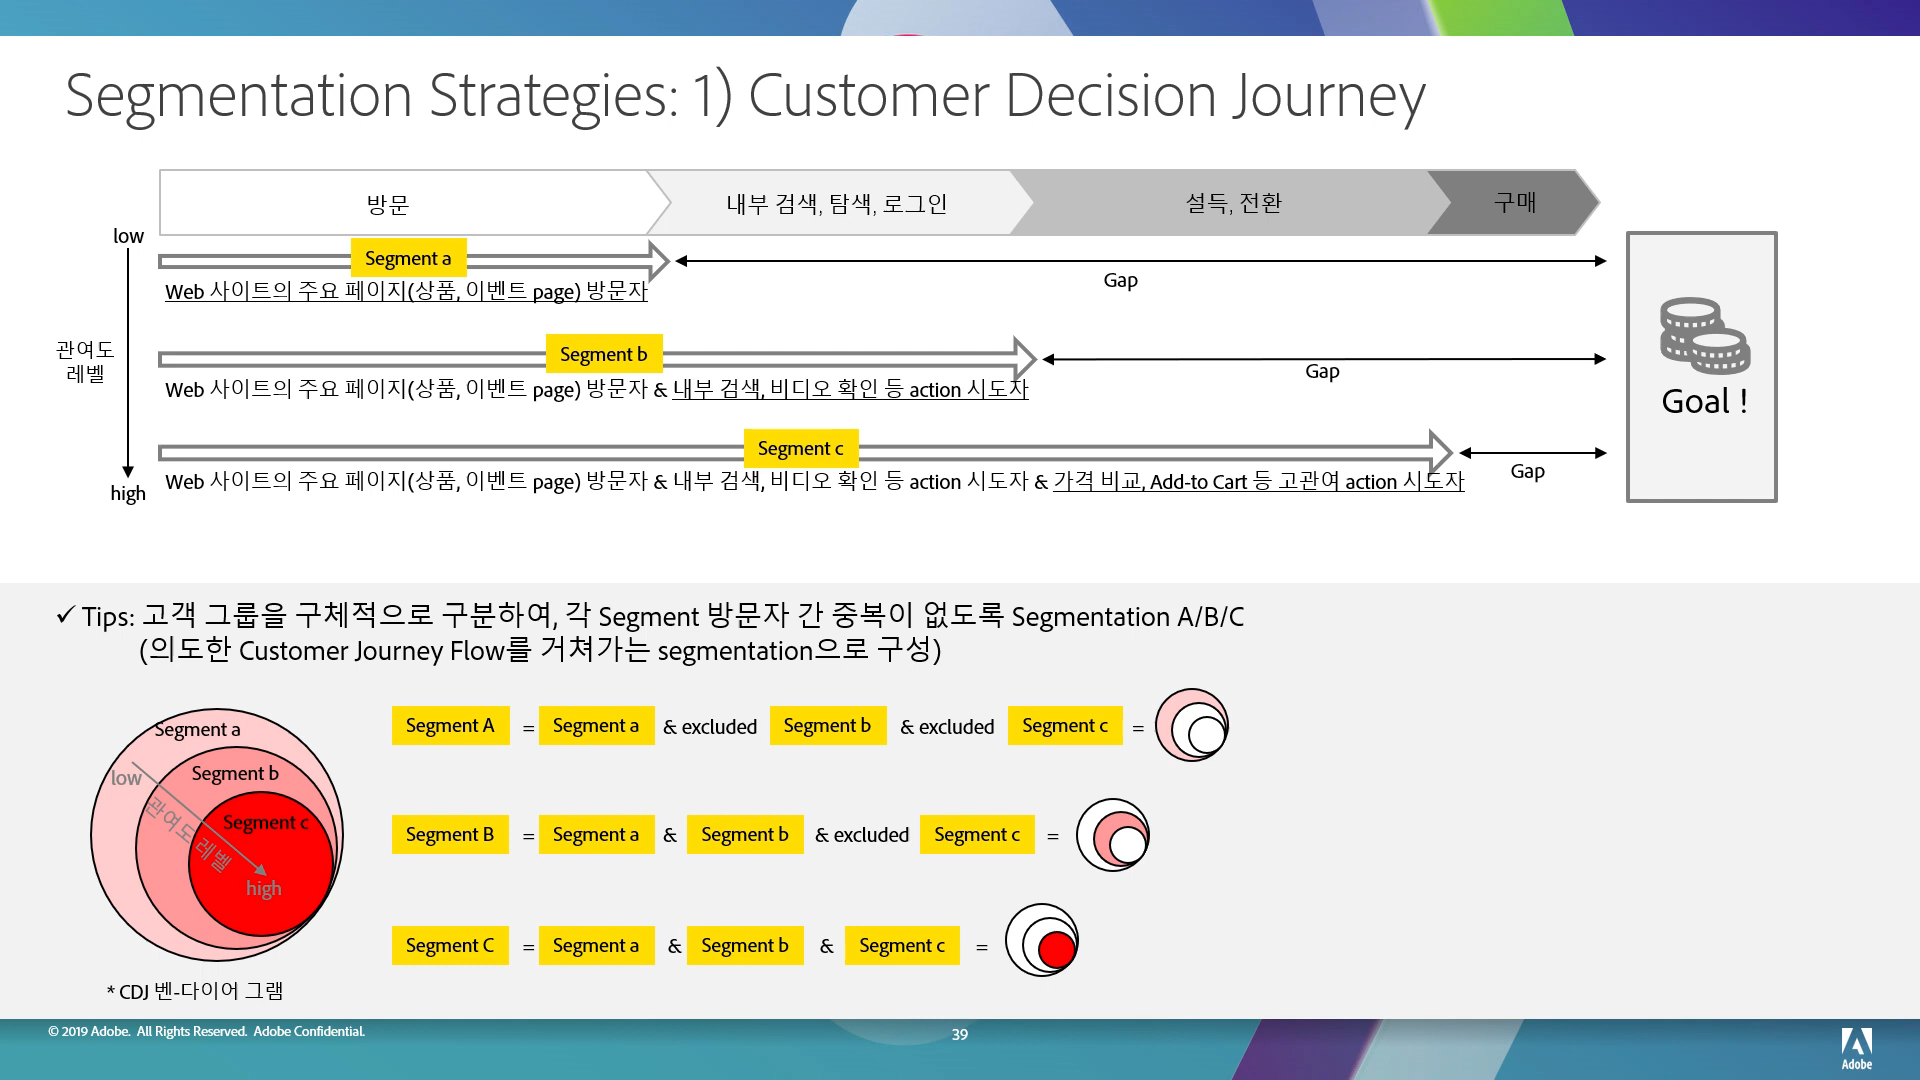 Segmentation Strategies: 1) Customer Decision Journey
방문
내부 검색, 탐색, 로그인
설득, 전환
구매
low
관여도
레벨
high
Segment a
Gap
Web 사이트의 주요 페이지(상품, 이벤트 page) 방문자
Segment b
Gap
Web 사이트의 주요 페이지(상품, 이벤트 page) 방문자 & 내부 검색, 비디오 확인 등 action 시도자
Segment c
Gap
Web 사이트의 주요 페이지(상품, 이벤트 page) 방문자 & 내부 검색, 비디오 확인 등 action 시도자 & 가격 비교, Add-to Cart 등 고관여 action 시도자
Goal !
✓ Tips: 고객 그룹을 구체적으로 구분하여, 각 Segment 방문자 간 중복이 없도록 Segmentation A/B/C
(의도한 Customer Journey Flow를 거쳐가는 segmentation으로 구성)
Segment a
Segment b
Segment c
low
관여도 레벨
high
* CDJ 벤-다이어 그램
Segment A = Segment a & excluded Segment b & excluded Segment c =
Segment B = Segment a & Segment b & excluded Segment c =
Segment C = Segment a & Segment b & Segment c =
© 2019 Adobe. All Rights Reserved. Adobe Confidential.
39
Adobe